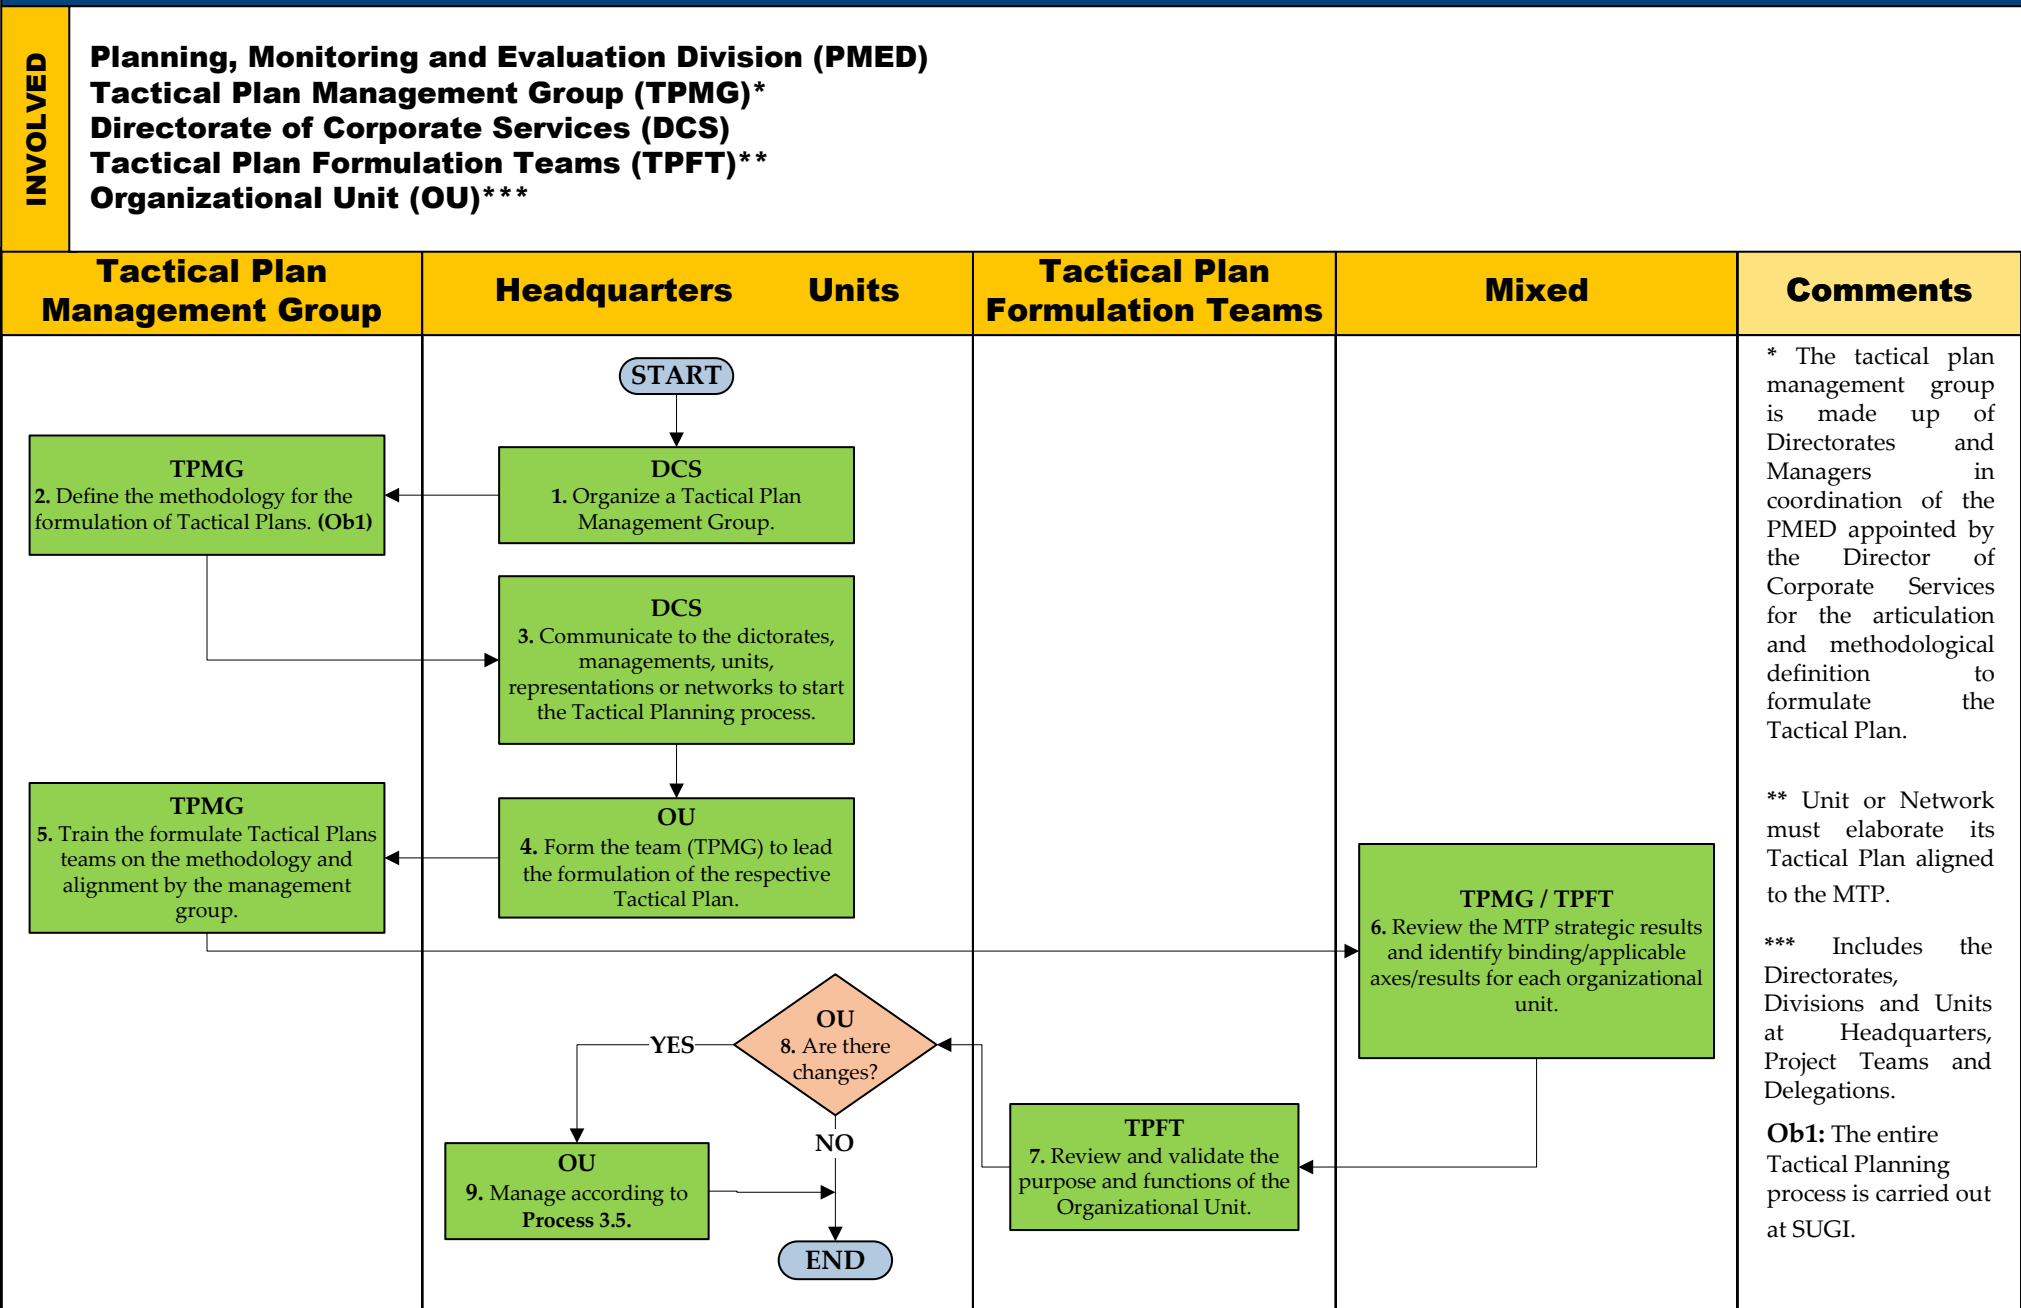 INVOLVED
Planning, Monitoring and Evaluation Division (PMED)
Tactical Plan Management Group (TPMG)*
Directorate of Corporate Services (DCS)
Tactical Plan Formulation Teams (TPFT)**
Organizational Unit (OU)***
Tactical Plan
Management Group
Headquarters Units
Tactical Plan
Formulation Teams
Mixed
Comments
START
DCS
1. Organize a Tactical Plan
Management Group.
TPMG
2. Define the methodology for the
formulation of Tactical Plans. (Ob1)
DCS
3. Communicate to the dictorates,
managements, units,
representations or networks to start
the Tactical Planning process.
OU
4. Form the team (TPMG) to lead
the formulation of the respective
Tactical Plan.
TPMG
5. Train the formulate Tactical Plans
teams on the methodology and
alignment by the management
group.
TPMG / TPFT
6. Review the MTP strategic results
and identify binding/applicable
axes/results for each organizational
unit.
TPFT
7. Review and validate the
purpose and functions of the
Organizational Unit.
OU
8. Are there
changes?
YES
NO
OU
9. Manage according to
Process 3.5.
END
* The tactical plan
management group
is made up of
Directorates and
Managers in
coordination of the
PMED appointed by
the Director of
Corporate Services
for the articulation
and methodological
definition to
formulate the
Tactical Plan.
** Unit or Network
must elaborate its
Tactical Plan aligned
to the MTP.
*** Includes the
Directorates,
Divisions and Units
at Headquarters,
Project Teams and
Delegations.
Ob1: The entire
Tactical Planning
process is carried out
at SUGI.